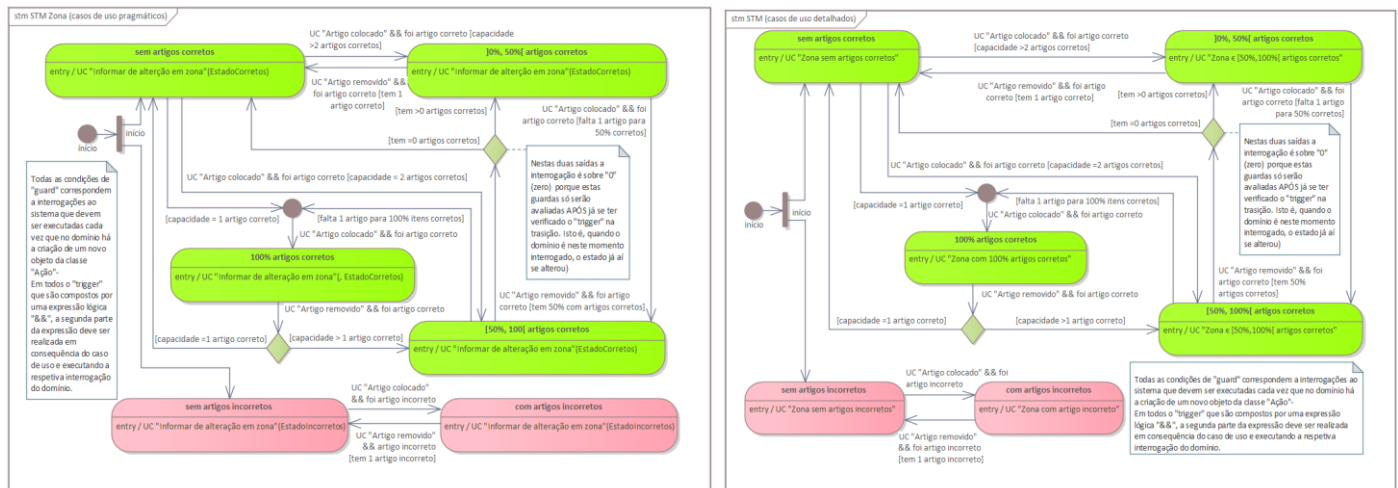 stm STM Zona (casos de uso pragmáticos)
sem artigos corretos
entry / UC "Informar de alterção em zona"(EstadoCorretos)
UC "Artigo colocado" && foi artigo correto [capacidade
>2 artigos corretos]
UC "Artigo removido" &&
foi artigo correto [tem 1
artigo correto]
]0%, 50%[ artigos corretos
entry / UC "Informar de alteração em zona"(EstadoCorretos)
[tem >0 artigos corretos]
UC "Artigo colocado" && foi
artigo correto [falta 1 artigo para
50% corretos]
[tem =0 artigos corretos]
início
início
Todas as condições de
"guard" correspondem
a interrogações ao
sistema que devem
ser executadas cada
vez que no domínio há
a criação de um novo
objeto da classe
"Ação"-
Em todos o "trigger"
que são compostos por
uma expressão lógica
"&&", a segunda parte
da expressão deve ser
realizada em
consequência do caso
de uso e executando a
respetiva interrogação
do domínio.
Nestas duas saídas a
interrogação é sobre "0"
(zero) porque estas
guardas só serão
avaliadas APÓS já se ter
verificado o "trigger" na
trasição. Isto é, quando o
domínio é neste momento
interrogado, o estado já aí
se alterou)
UC "Artigo colocado" && foi artigo correto [capacidade = 2 artigos corretos]
[capacidade = 1 artigo correto]
[falta 1 artigo para 100% itens corretos]
UC "Artigo colocado" && foi artigo correto
100% artigos corretos
entry / UC "Informar de alteração em zona"(, EstadoCorretos)
UC "Artigo removido" && foi artigo correto
UC "Artigo removido" && foi artigo
correto [tem 50% com artigos corretos]
[capacidade =1 artigo correto]
[capacidade > 1 artigo correto]
[50%, 100[ artigos corretos
entry / UC "Informar de alteração em zona"(EstadoCorretos)
sem artigos incorretos
entry / UC "Informar de alteração em zona"(EstadoIncorretos)
UC "Artigo colocado"
&& foi artigo incorreto
UC "Artigo removido"
&& artigo incorreto
[tem 1 artigo incorreto]
com artigos incorretos
entry / UC "Informar de alteração em zona"(EstadoIncorretos)
stm STM (casos de uso detalhados)
sem artigos corretos
entry / UC "Zona sem artigos corretos"
UC "Artigo colocado" && foi artigo correto
[capacidade >2 artigos corretos]
UC "Artigo removido" && foi artigo
correto [tem 1 artigo correto]
]0%, 50%[ artigos corretos
entry / UC "Zona ϵ [50%,100%[ artigos corretos"
[tem >0 artigos corretos]
UC "Artigo colocado" && foi
artigo correto [falta 1 artigo
para 50% corretos]
[tem =0 artigos corretos]
início
início
Nestas duas saídas a
interrogação é sobre "0"
(zero) porque estas
guardas só serão
avaliadas APÓS já se ter
verificado o "trigger" na
trasição. Isto é, quando o
domínio é neste momento
interrogado, o estado já aí
se alterou)
UC "Artigo colocado" && foi artigo correto [capacidade =2 artigos corretos]
[capacidade =1 artigo correto]
[falta 1 artigo para 100% itens corretos]
UC "Artigo colocado" && foi artigo correto
100% artigos corretos
entry / UC "Zona com 100% artigos corretos"
UC "Artigo removido" && foi artigo correto
UC "Artigo removido" && foi
artigo correto [tem 50%
artigos corretos]
[capacidade =1 artigo correto]
[capacidade >1 artigo correto]
[50%, 100%[ artigos corretos
entry / UC "Zona ϵ [50%,100%[ artigos corretos"
sem artigos incorretos
entry / UC "Zona sem artigos incorretos"
UC "Artigo colocado" && foi
artigo incorreto
UC "Artigo removido"
&& foi artigo incorreto
[tem 1 artigo incorreto]
com artigos incorretos
entry / UC "Zona com artigo incorreto"
Todas as condições de "guard" correspondem a interrogações ao
sistema que devem ser executadas cada vez que no domínio há
a criação de um novo objeto da classe "Ação"-
Em todos o "trigger" que são compostos por uma expressão
lógica "&&", a segunda parte da expressão deve ser realizada
em consequência do caso de uso e executando a respetiva
interrogação do domínio.